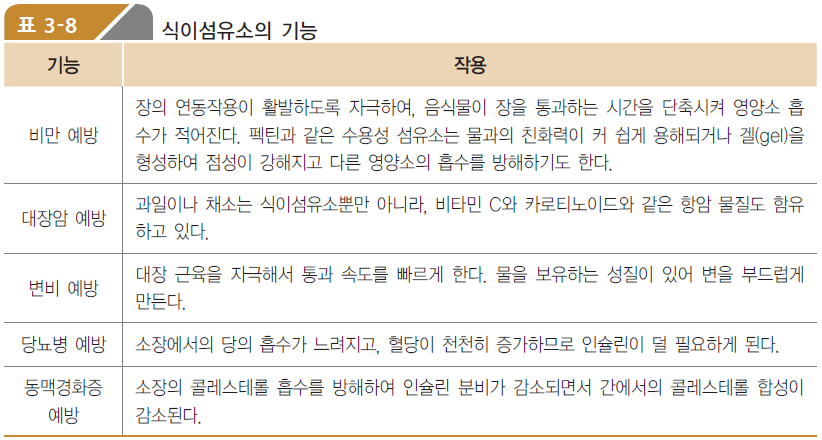 표 3-8
식이섬유소의 기능
기능
작용
비만 예방
장의 연동작용이 활발하도록 자극하여, 음식물이 장을 통과하는 시간을 단축시켜 영양소 흡
수가 적어진다. 펙틴과 같은 수용성 섬유소는 물과의 친화력이 커 쉽게 용해되거나 겔(gel)을
형성하여 점성이 강해지고 다른 영양소의 흡수를 방해하기도 한다.
대장암 예방
과일이나 채소는 식이섬유소뿐만 아니라, 비타민 C와 카로티노이드와 같은 항암 물질도 함유
하고 있다.
변비 예방
대장 근육을 자극해서 통과 속도를 빠르게 한다. 물을 보유하는 성질이 있어 변을 부드럽게
만든다.
당뇨병 예방
소장에서의 당의 흡수가 느려지고, 혈당이 천천히 증가하므로 인슐린이 덜 필요하게 된다.
동맥경화증
예방
소장의 콜레스테롤 흡수를 방해하여 인슐린 분비가 감소되면서 간에서의 콜레스테롤 합성이
감소된다.